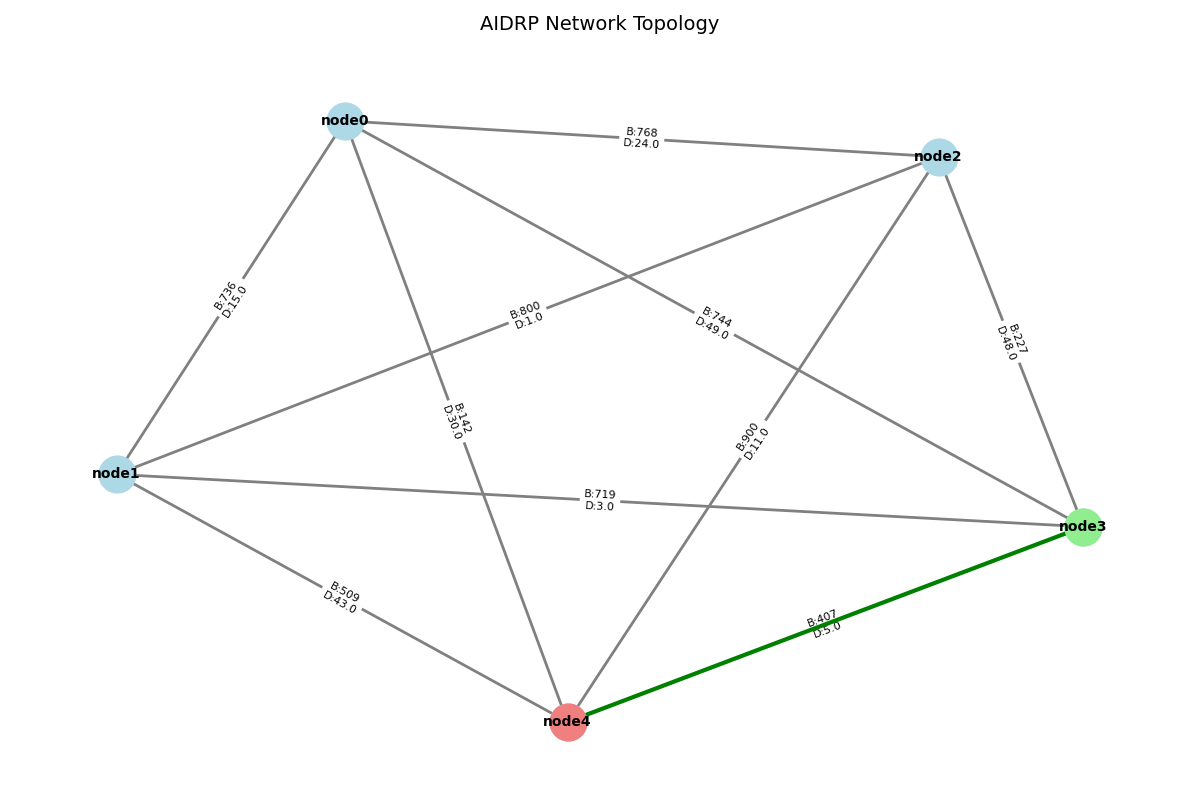 AIDRP Network Topology
node0
B:768
D:24.0
node2
B:736
D:15.0
B:800
D:1.0
B:744
D:49.0
B:227
D:48.0
B:142
D:30.0
B:900
D:11.0
node1
B:719
D:3.0
node3
B:509
D:43.0
B:407
D:5.0
node4